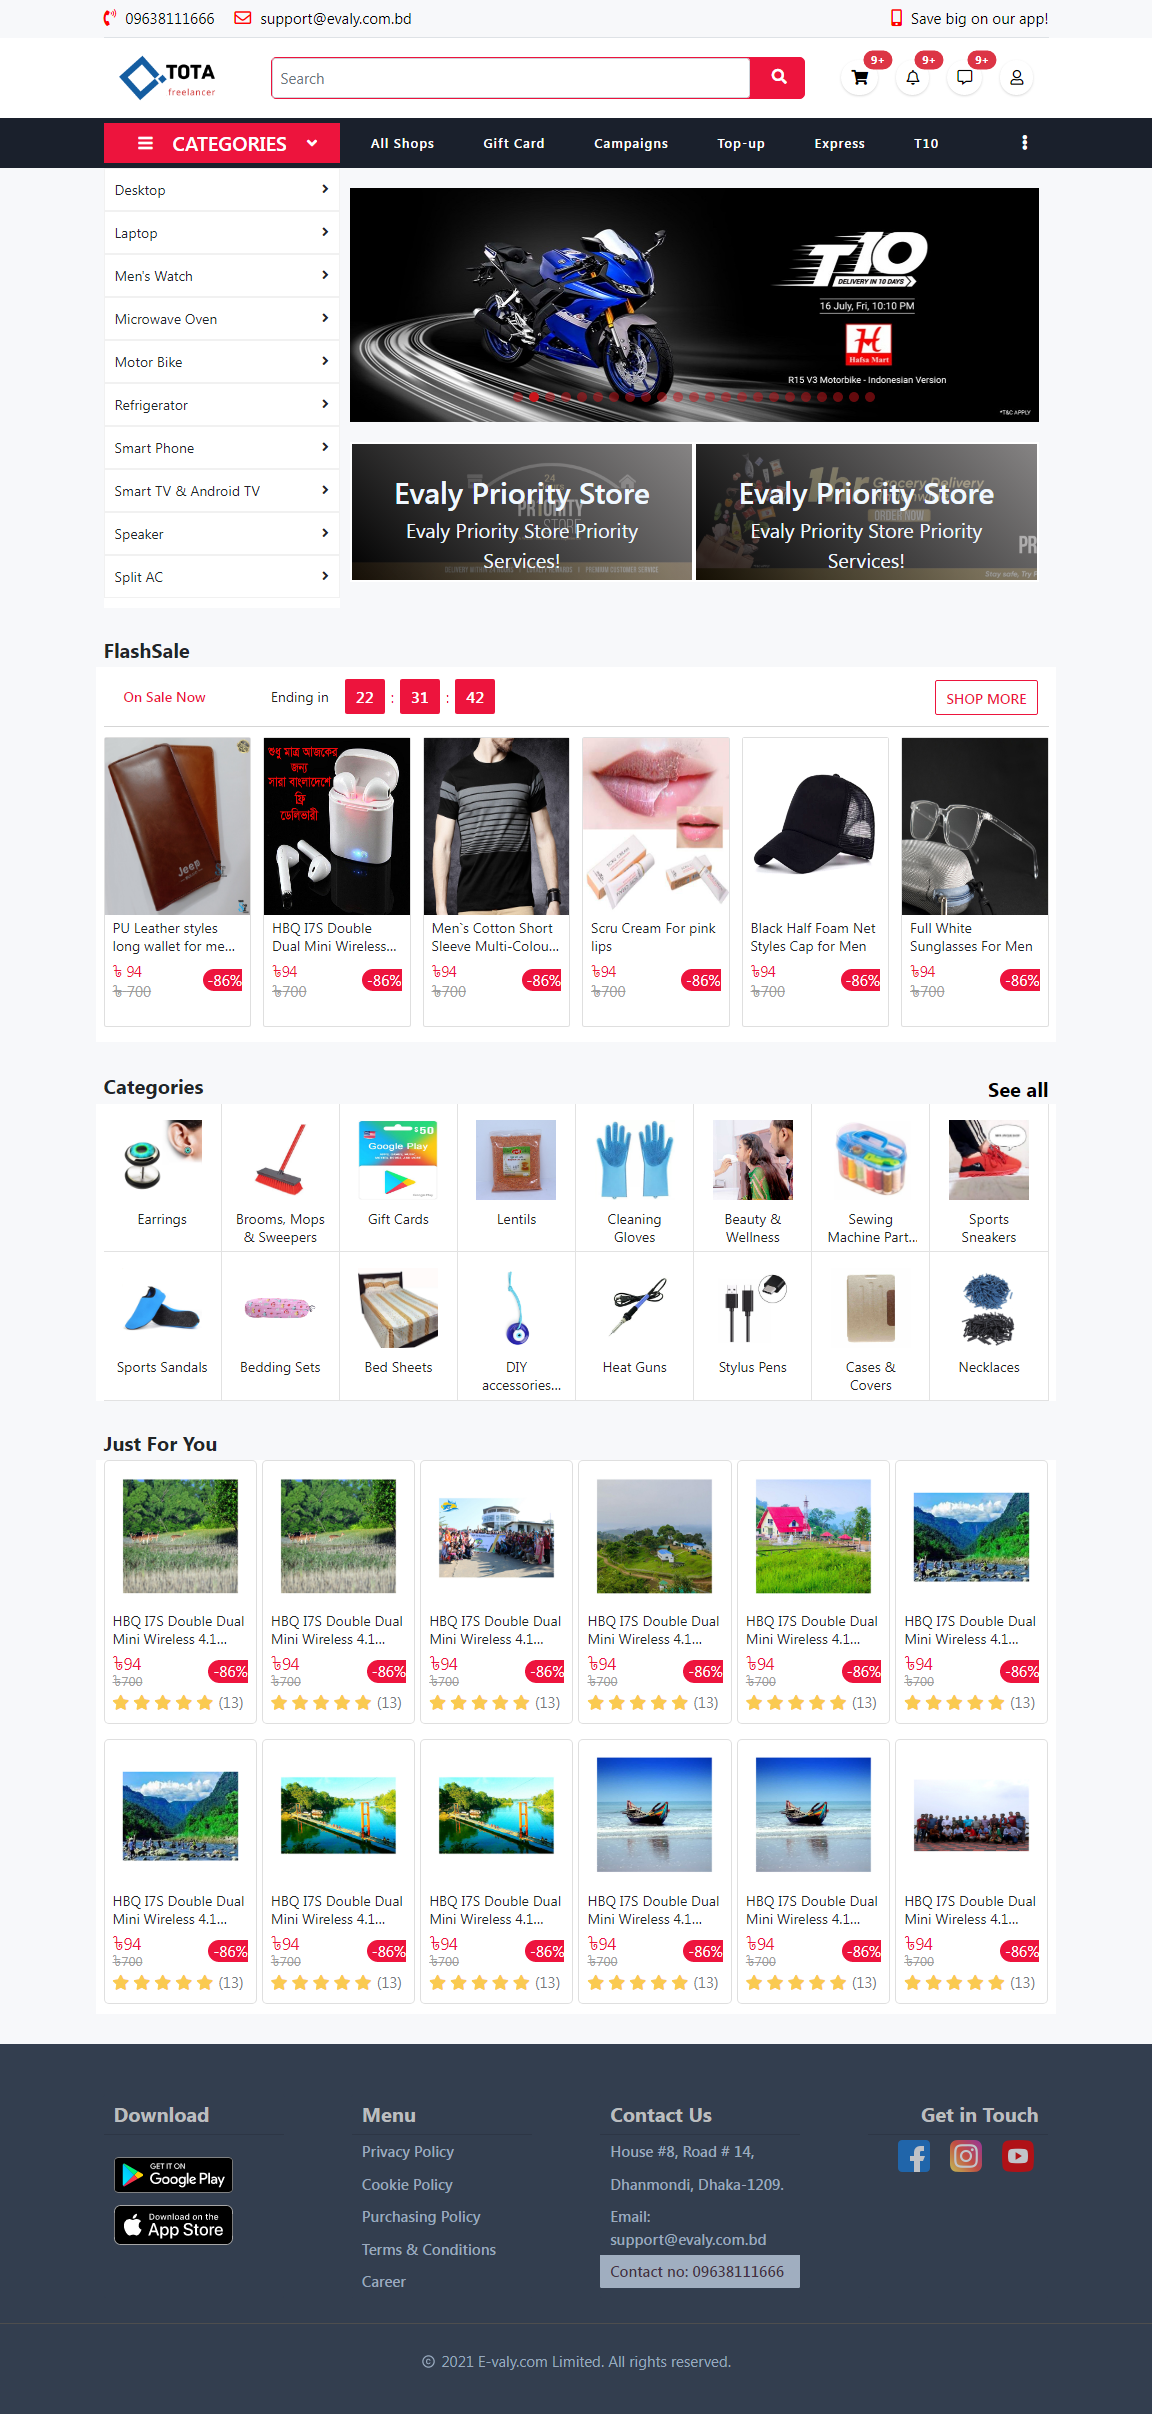 09638111666 support@evaly.com.bd Save big on our app!
TOTA
freelancer
Search
9+ 9+ 9+
CATEGORIES All Shops Gift Card Campaigns Top-up Express T10
Desktop
Laptop
Men's Watch
Microwave Oven
Motor Bike
Refrigerator
Smart Phone
Smart TV & Android TV
Speaker
Split AC
T10
DELIVERY IN 10 DAYS
16 July, Fri, 10:10 PM
H
Hafsa Mart
R15 V3 Motorbike - Indonesian Version
*T&C APPLY
24
PRIORITY
STORE
Evaly Priority Store
Evaly Priority Store Priority
Services!
1hr Grocery Delivery
ORDER NOW
PR
Evaly Priority Store
Evaly Priority Store Priority
Services!
FlashSale
On Sale Now Ending in 22 : 31 : 42 SHOP MORE
Jeep
শুধু মাত্র আজকের
জন্য
সারা বাংলাদেশে
ফ্রি
ডেলিভারী
PU Leather styles
long wallet for me...
৳ 94
৳ 700
-86%
HBQ I7S Double
Dual Mini Wireless...
৳94
৳700
-86%
Men`s Cotton Short
Sleeve Multi-Colou...
৳94
৳700
-86%
Scru Cream For pink
lips
৳94
৳700
-86%
Black Half Foam Net
Styles Cap for Men
৳94
৳700
-86%
Full White
Sunglasses For Men
৳94
৳700
-86%
Categories See all
$50
Google Play
Google Play
Earrings
Brooms, Mops
& Sweepers
Gift Cards
Lentils
Cleaning
Gloves
Beauty &
Wellness
Sewing
Machine Part...
Sports
Sneakers
Sports Sandals
Bedding Sets
Bed Sheets
DIY
accessories...
Heat Guns
Stylus Pens
Cases &
Covers
Necklaces
Just For You
HBQ I7S Double Dual
Mini Wireless 4.1...
৳94
৳700
-86%
(13)
HBQ I7S Double Dual
Mini Wireless 4.1...
৳94
৳700
-86%
(13)
HBQ I7S Double Dual
Mini Wireless 4.1...
৳94
৳700
-86%
(13)
HBQ I7S Double Dual
Mini Wireless 4.1...
৳94
৳700
-86%
(13)
HBQ I7S Double Dual
Mini Wireless 4.1...
৳94
৳700
-86%
(13)
HBQ I7S Double Dual
Mini Wireless 4.1...
৳94
৳700
-86%
(13)
HBQ I7S Double Dual
Mini Wireless 4.1...
৳94
৳700
-86%
(13)
HBQ I7S Double Dual
Mini Wireless 4.1...
৳94
৳700
-86%
(13)
HBQ I7S Double Dual
Mini Wireless 4.1...
৳94
৳700
-86%
(13)
HBQ I7S Double Dual
Mini Wireless 4.1...
৳94
৳700
-86%
(13)
HBQ I7S Double Dual
Mini Wireless 4.1...
৳94
৳700
-86%
(13)
HBQ I7S Double Dual
Mini Wireless 4.1...
৳94
৳700
-86%
(13)
Download
GET IT ON
Google Play
Download on the
App Store
Menu
Privacy Policy
Cookie Policy
Purchasing Policy
Terms & Conditions
Career
Contact Us
House #8, Road # 14,
Dhanmondi, Dhaka-1209.
Email:
support@evaly.com.bd
Contact no: 09638111666
Get in Touch
© 2021 E-valy.com Limited. All rights reserved.